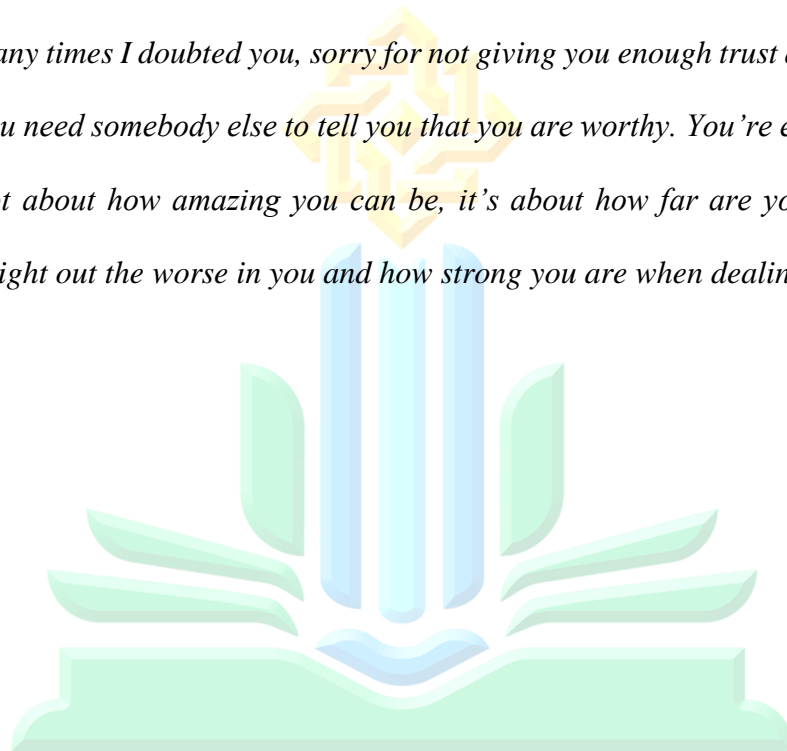 any times I doubted you, sorry for not giving you enough trust
u need somebody else to tell you that you are worthy. You're
t about how amazing you can be, it's about how far are
ight out the worse in you and how strong you are when